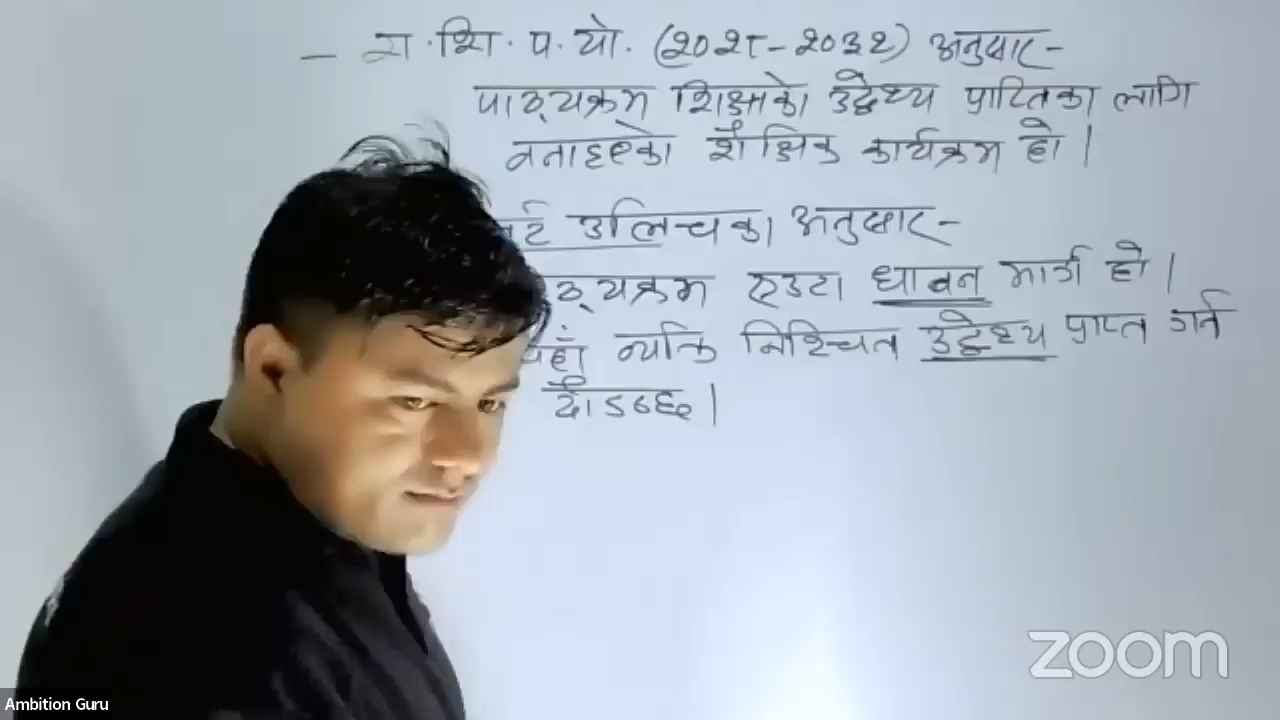 – रा.शि.प.यो. (२०२८-२०३२) अनुसार-
पाठ्यक्रम शिक्षाको उद्देश्य प्राप्तिका लागि
बनाइएको शैक्षिक कार्यक्रम हो।
र्ट उलिचका अनुसार-
ठ्यक्रम एउटा धावन मार्ग हो।
जहाँ व्यक्ति निश्चित उद्देश्य प्राप्त गर्न
दौडन्छ।
zoom
Ambition Guru